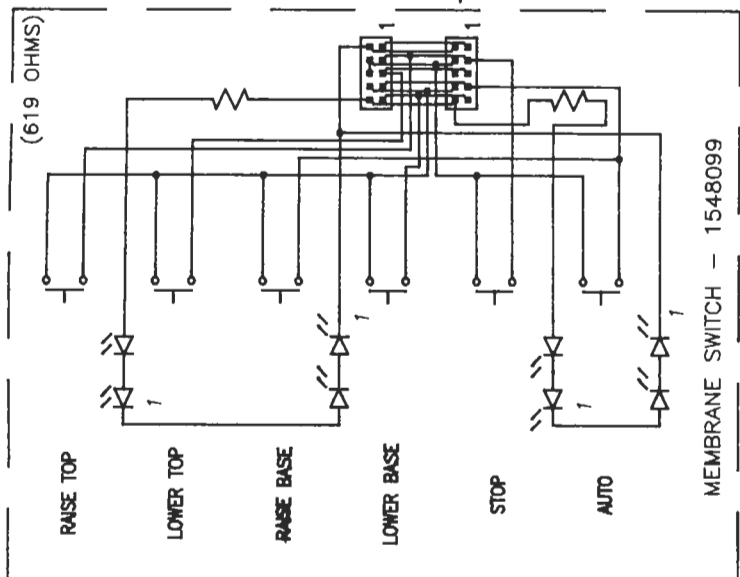 (619 OHMS)
1
1
RAISE TOP
LOWER TOP
RAISE BASE
LOWER BASE
STOP
AUTO
1
1
1
1
MEMBRANE SWITCH - 1548099